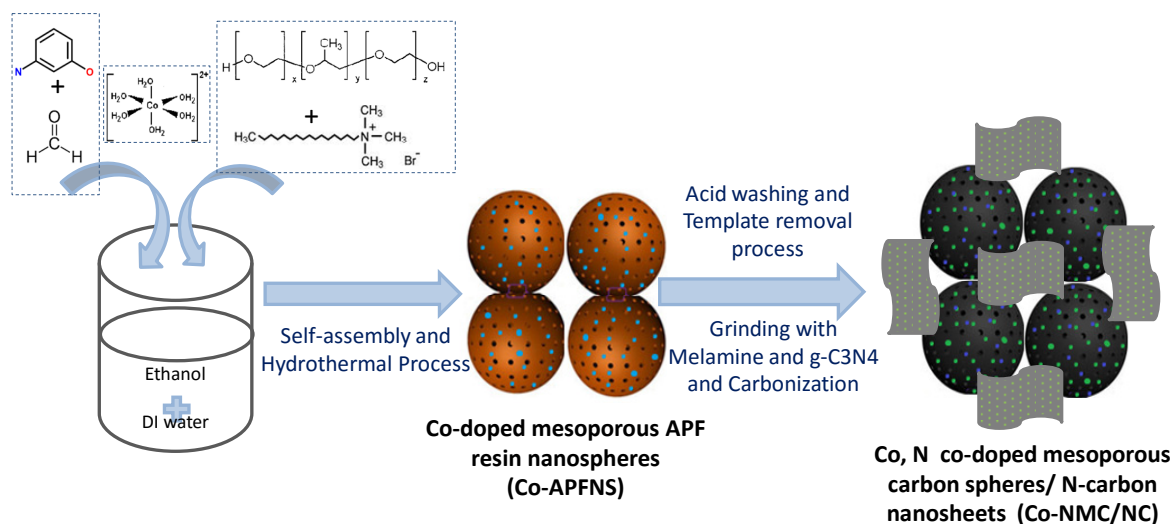 N
O
+
O
H
H
2+
H2O
H2O
OH2
Co
H2O
OH2
OH2
H
O
x
CH3
O
y
O
OH
z
+
H3C
CH3
N
+
CH3
CH3
Br-
Ethanol
DI water
Self-assembly and
Hydrothermal Process
Co-doped mesoporous APF
resin nanospheres
(Co-APFNS)
Acid washing and
Template removal
process
Grinding with
Melamine and g-C3N4
and Carbonization
Co, N co-doped mesoporous
carbon spheres/ N-carbon
nanosheets (Co-NMC/NC)